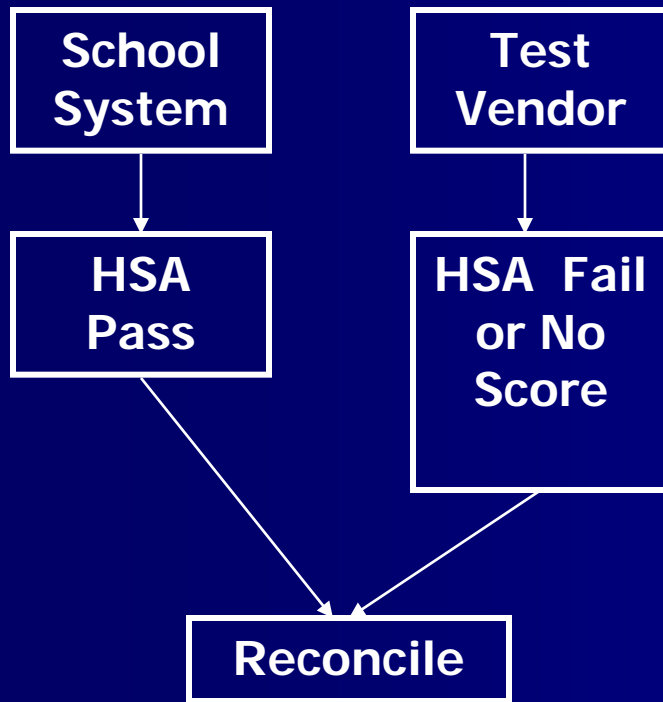 School
System
Test
Vendor
HSA
Pass
HSA Fail
or No
Score
Reconcile